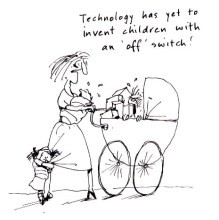 Technology has yet to
invent children with
an 'off' switch!